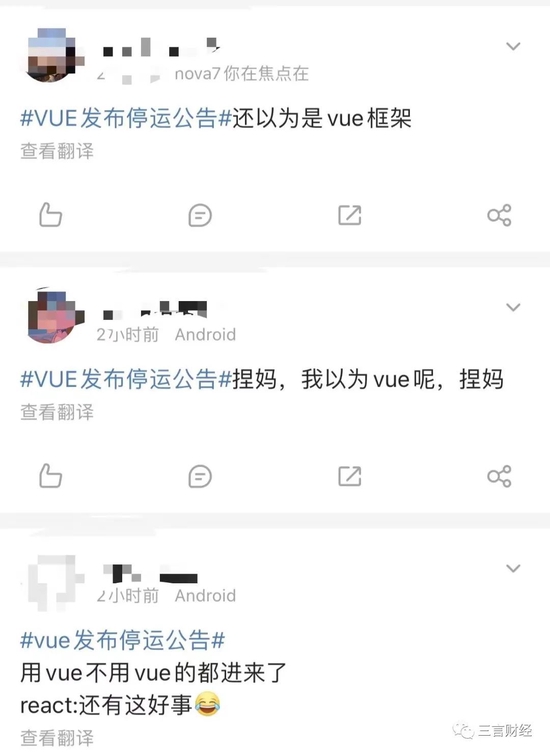 nova7你在焦点在
#VUE发布停运公告#还以为是vue框架
查看翻译
2小时前 Android
#VUE发布停运公告#捏妈，我以为vue呢，捏妈
查看翻译
2小时前 Android
#vue发布停运公告#
用vue不用vue的都进来了
react:还有这好事😂
查看翻译
三言财经